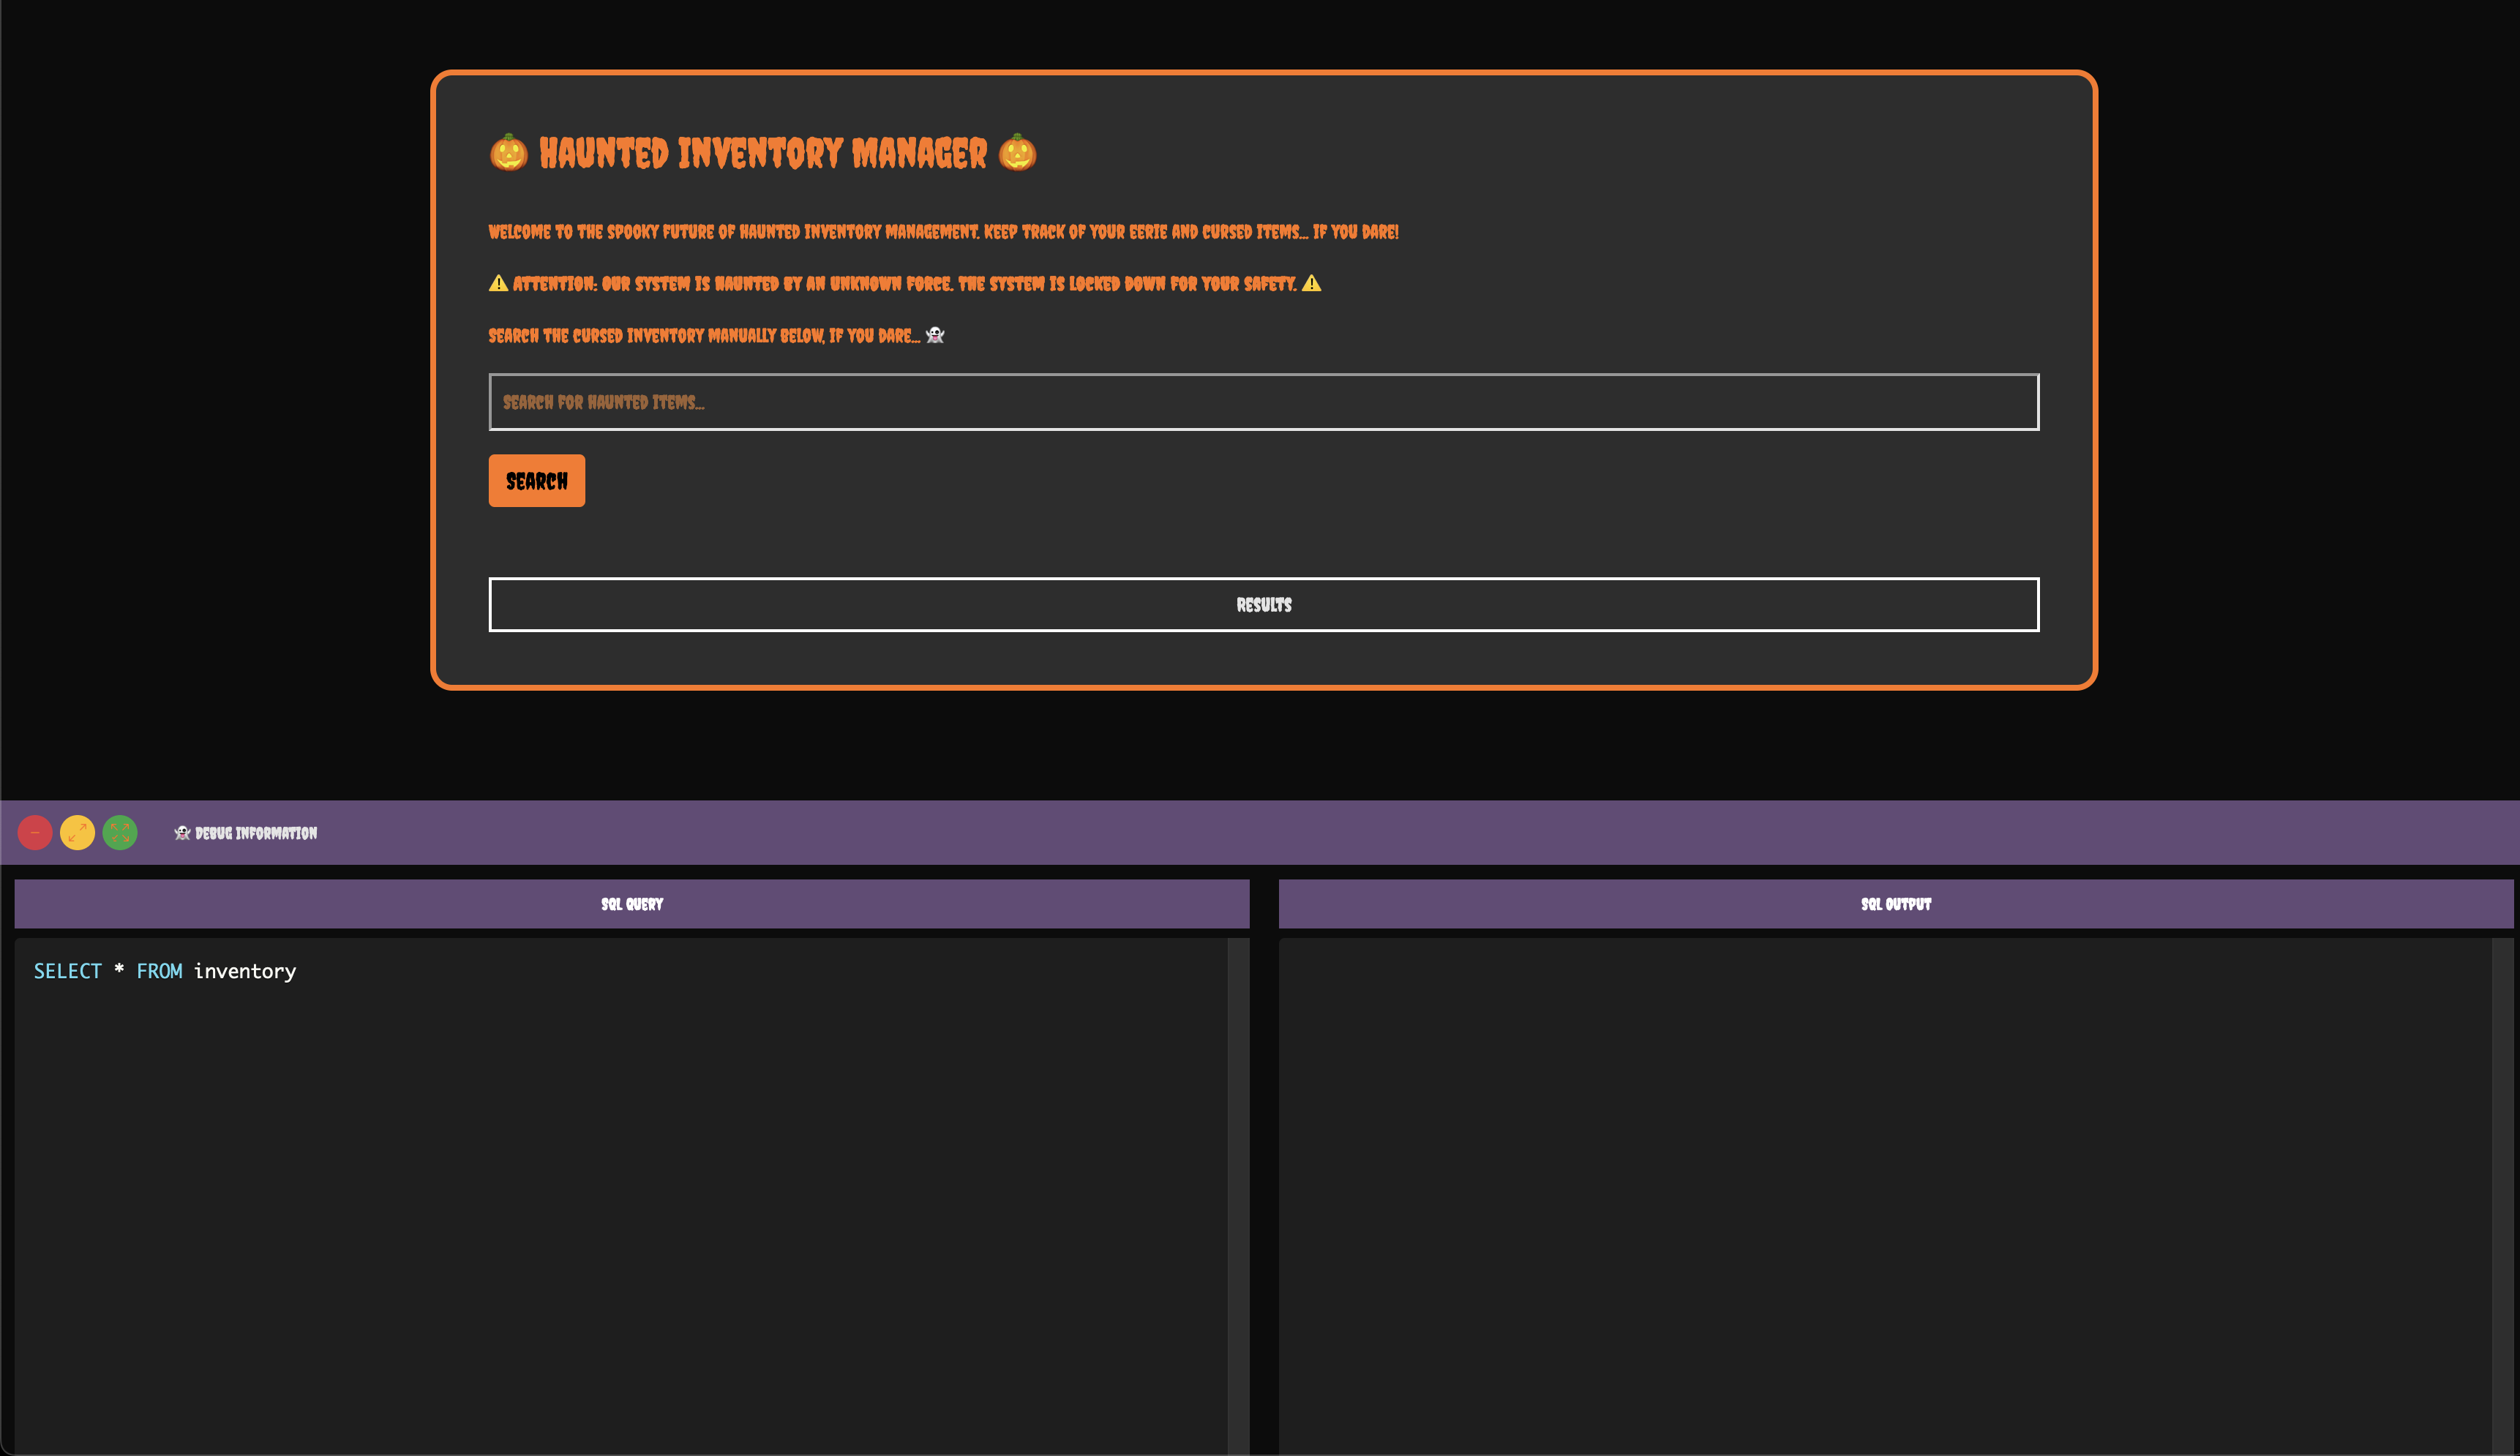 🎃 HAUNTED INVENTORY MANAGER 🎃
WELCOME TO THE SPOOKY FUTURE OF HAUNTED INVENTORY MANAGEMENT. KEEP TRACK OF YOUR EERIE AND CURSED ITEMS... IF YOU DARE!
⚠️ ATTENTION: OUR SYSTEM IS HAUNTED BY AN UNKNOWN FORCE. THE SYSTEM IS LOCKED DOWN FOR YOUR SAFETY. ⚠️
SEARCH THE CURSED INVENTORY MANUALLY BELOW, IF YOU DARE... 👻
SEARCH FOR HAUNTED ITEMS...
SEARCH
RESULTS
👻 DEBUG INFORMATION
SQL QUERY
SQL OUTPUT
SELECT * FROM inventory